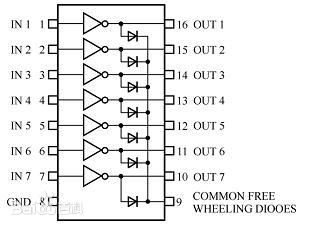 IN 1 1 16 OUT 1
IN 2 2 15 OUT 2
IN 3 3 14 OUT 3
IN 4 4 13 OUT 4
IN 5 5 12 OUT 5
IN 6 6 11 OUT 6
IN 7 7 10 OUT 7
GND 8 9 COMMON FREE
WHEELING DIOOES